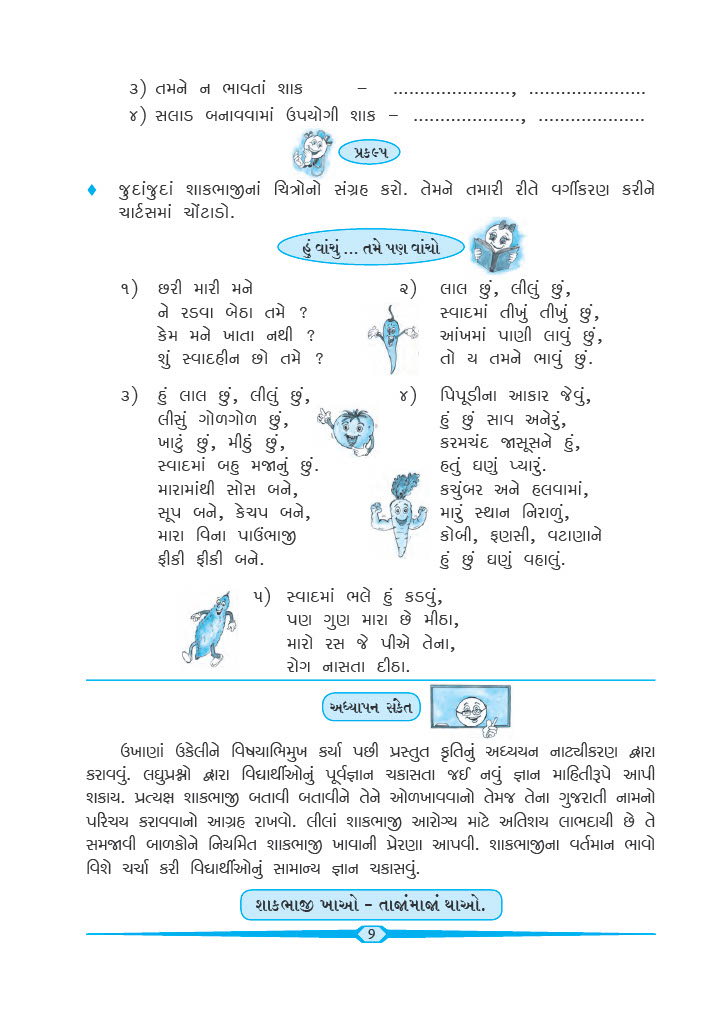 ૩) તમને ન ભાવતાં શાક – ......................, ......................
૪) સલાડ બનાવવામાં ઉપયોગી શાક – ...................., ....................
પ્રકલ્પ
♦ જુદાંજુદાં શાકભાજીનાં ચિત્રોનો સંગ્રહ કરો. તેમને તમારી રીતે વર્ગીકરણ કરીને
ચાર્ટસમાં ચોંટાડો.
હું વાંચું ... તમે પણ વાંચો
૧) છરી મારી મને
ને રડવા બેઠા તમે ?
કેમ મને ખાતા નથી ?
શું સ્વાદહીન છો તમે ?
૨) લાલ છું, લીલું છું,
સ્વાદમાં તીખું તીખું છું,
આંખમાં પાણી લાવું છું,
તો ય તમને ભાવું છું.
૩) હું લાલ છું, લીલું છું,
લીસું ગોળગોળ છું,
ખાટું છું, મીઠું છું,
સ્વાદમાં બહુ મજાનું છું.
મારામાંથી સોસ બને,
સૂપ બને, કેચપ બને,
મારા વિના પાઉંભાજી
ફીકી ફીકી બને.
૪) પિપૂડીના આકાર જેવું,
હું છું સાવ અનેરું,
કરમચંદ જાસૂસને હું,
હતું ઘણું પ્યારું.
કચુંબર અને હલવામાં,
મારું સ્થાન નિરાળું,
કોબી, ફણસી, વટાણાને
હું છું ઘણું વહાલું.
૫) સ્વાદમાં ભલે હું કડવું,
પણ ગુણ મારા છે મીઠા,
મારો રસ જે પીએ તેના,
રોગ નાસતા દીઠા.
અધ્યાપન સંકેત
ઉખાણાં ઉકેલીને વિષયાભિમુખ કર્યા પછી પ્રસ્તુત કૃતિનું અધ્યયન નાટ્યીકરણ દ્વારા
કરાવવું. લઘુપ્રશ્નો દ્વારા વિદ્યાર્થીઓનું પૂર્વજ્ઞાન ચકાસતા જઈ નવું જ્ઞાન માહિતીરૂપે આપી
શકાય. પ્રત્યક્ષ શાકભાજી બતાવી બતાવીને તેને ઓળખાવવાનો તેમજ તેના ગુજરાતી નામનો
પરિચય કરાવવાનો આગ્રહ રાખવો. લીલાં શાકભાજી આરોગ્ય માટે અતિશય લાભદાયી છે તે
સમજાવી બાળકોને નિયમિત શાકભાજી ખાવાની પ્રેરણા આપવી. શાકભાજીના વર્તમાન ભાવો
વિશે ચર્ચા કરી વિદ્યાર્થીઓનું સામાન્ય જ્ઞાન ચકાસવું.
શાકભાજી ખાઓ – તાજાંમાજાં થાઓ.
9